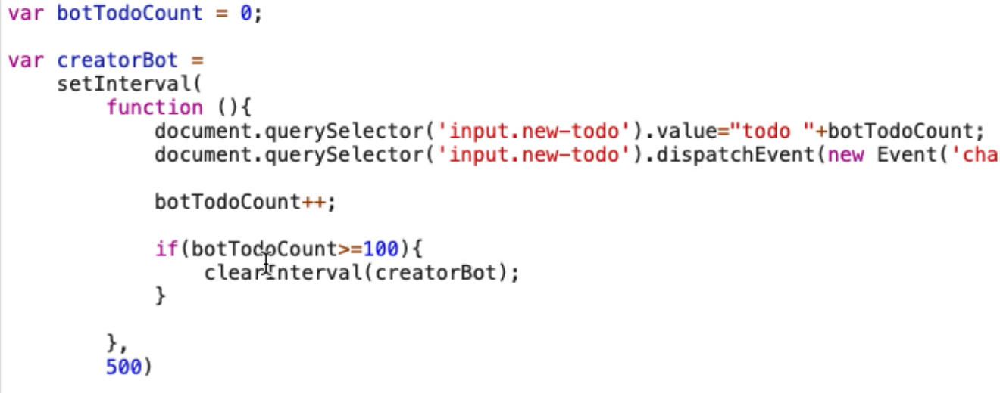 var botTodoCount = 0;
var creatorBot =
setInterval(
function (){
document.querySelector('input.new-todo').value="todo "+botTodoCount;
document.querySelector('input.new-todo').dispatchEvent(new Event('cha
botTodoCount++;
if(botTodoCount>=100){
clearInterval(creatorBot);
}
},
500)